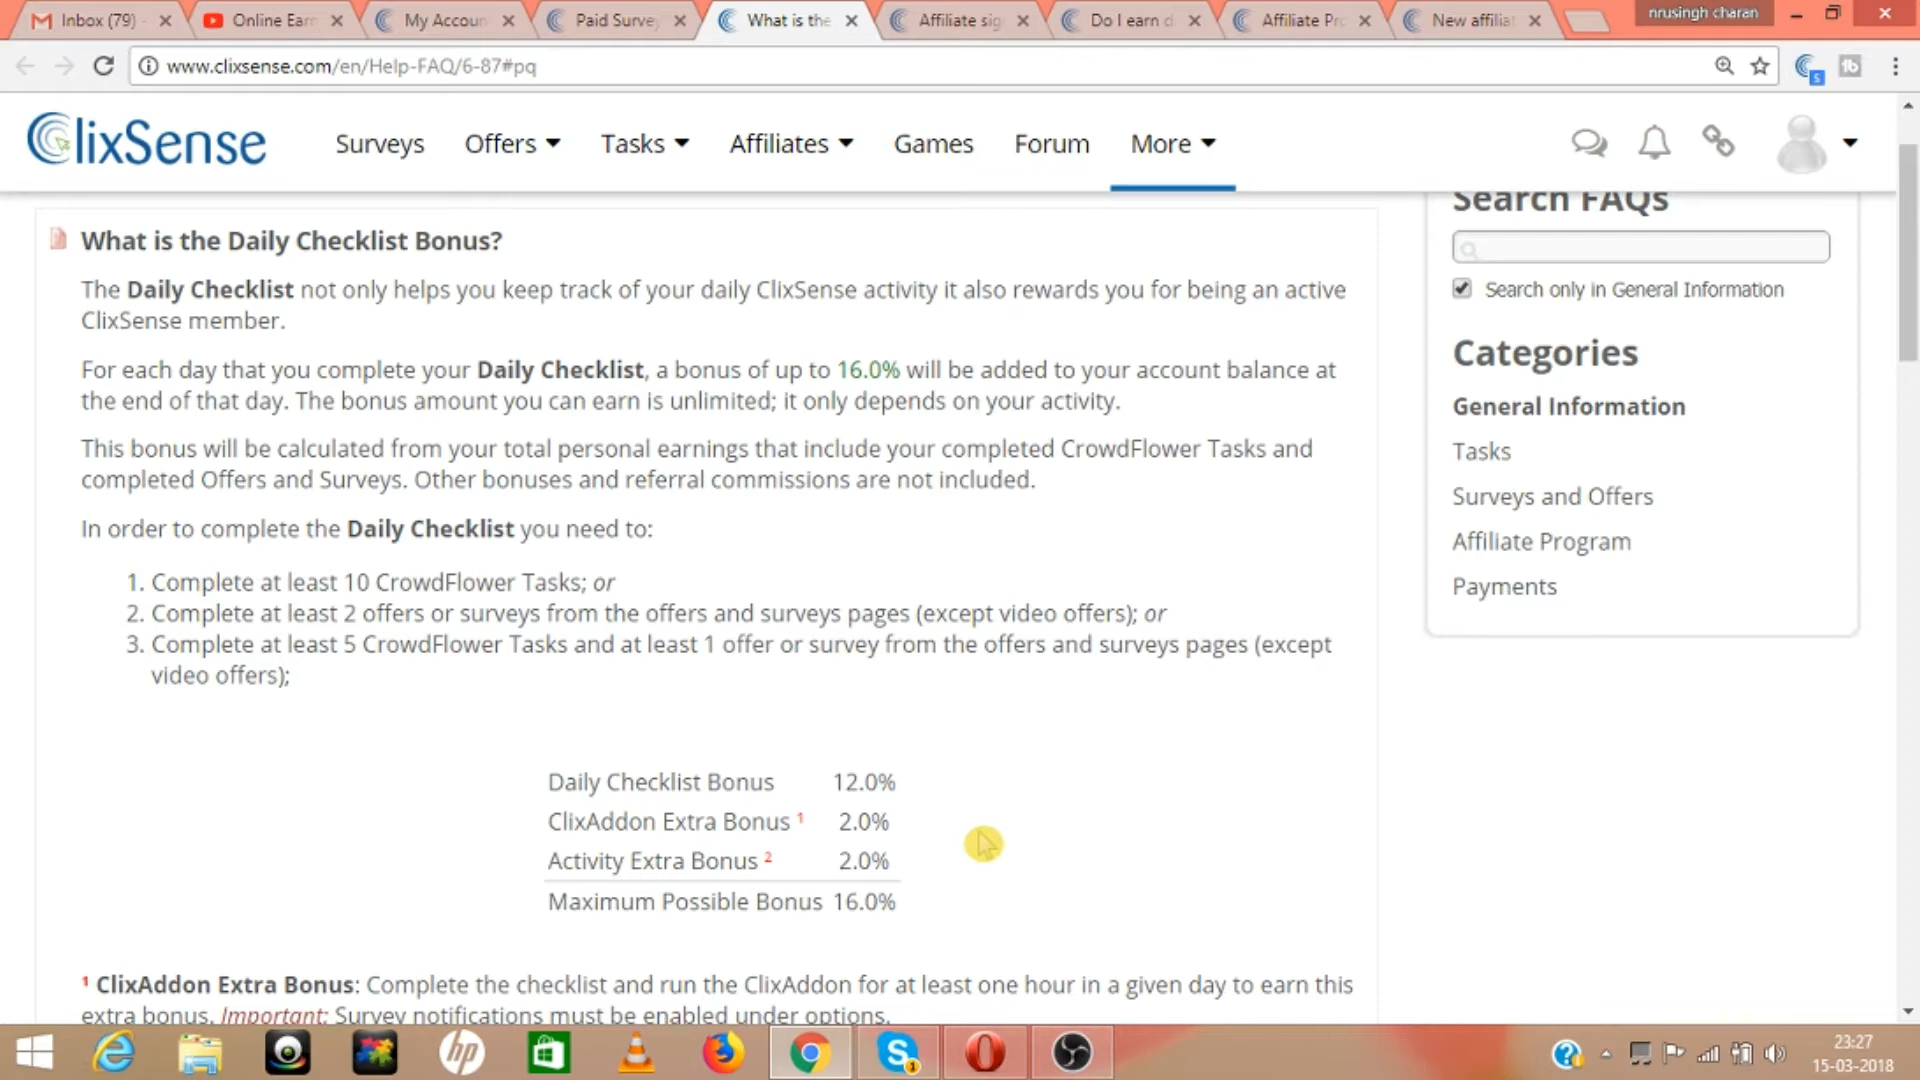 Inbox (79)
Online Earn
My Accoun
Paid Survey
What is the
Affiliate sig
Do I earn d
Affiliate Pr
New affiliat
nrusingh charan
www.clixsense.com/en/Help-FAQ/6-87#pq
ClixSense
Surveys
Offers
Tasks
Affiliates
Games
Forum
More
What is the Daily Checklist Bonus?
The Daily Checklist not only helps you keep track of your daily ClixSense activity it also rewards you for being an active
ClixSense member.
For each day that you complete your Daily Checklist, a bonus of up to 16.0% will be added to your account balance at
the end of that day. The bonus amount you can earn is unlimited; it only depends on your activity.
This bonus will be calculated from your total personal earnings that include your completed CrowdFlower Tasks and
completed Offers and Surveys. Other bonuses and referral commissions are not included.
In order to complete the Daily Checklist you need to:
1. Complete at least 10 CrowdFlower Tasks; or
2. Complete at least 2 offers or surveys from the offers and surveys pages (except video offers); or
3. Complete at least 5 CrowdFlower Tasks and at least 1 offer or survey from the offers and surveys pages (except
video offers);
Daily Checklist Bonus 12.0%
ClixAddon Extra Bonus 1 2.0%
Activity Extra Bonus 2 2.0%
Maximum Possible Bonus 16.0%
1 ClixAddon Extra Bonus: Complete the checklist and run the ClixAddon for at least one hour in a given day to earn this
extra bonus. Important: Survey notifications must be enabled under options.
Search FAQs
Search only in General Information
Categories
General Information
Tasks
Surveys and Offers
Affiliate Program
Payments
23:27
15-03-2018